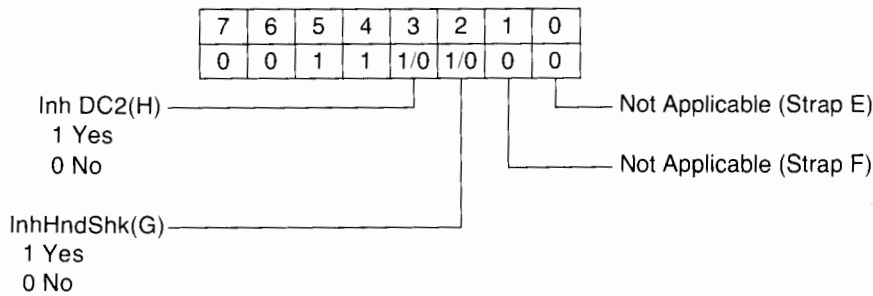 7 6 5 4 3 2 1 0
0 0 1 1 1/0 1/0 0 0
Inh DC2(H)
1 Yes
0 No
Not Applicable (Strap E)
Not Applicable (Strap F)
InhHndShk(G)
1 Yes
0 No